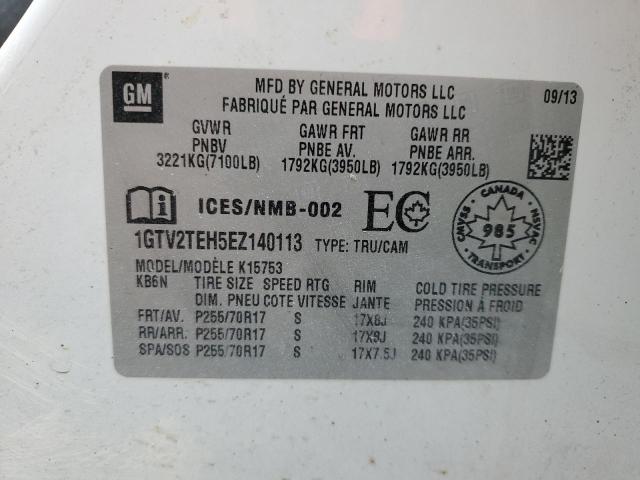 GM
MFD BY GENERAL MOTORS LLC
FABRIQUÉ PAR GENERAL MOTORS LLC
09/13
GVWR GAWR FRT GAWR RR
PNBV PNBE AV. PNBE ARR.
3221KG(7100LB) 1792KG(3950LB) 1792KG(3950LB)
ICES/NMB-002 EC
CANADA
CMVSS 985 NSVAC
TRANSPORT
1GTV2TEH5EZ140113 TYPE: TRU/CAM
MODEL/MODÈLE K15753
KB6N TIRE SIZE SPEED RTG RIM COLD TIRE PRESSURE
DIM. PNEU COTE VITESSE JANTE PRESSION À FROID
FRT/AV. P255/70R17 S 17X8J 240 KPA(35PSI)
RR/ARR. P255/70R17 S 17X9J 240 KPA(35PSI)
SPA/SOS P255/70R17 S 17X7.5J 240 KPA(35PSI)